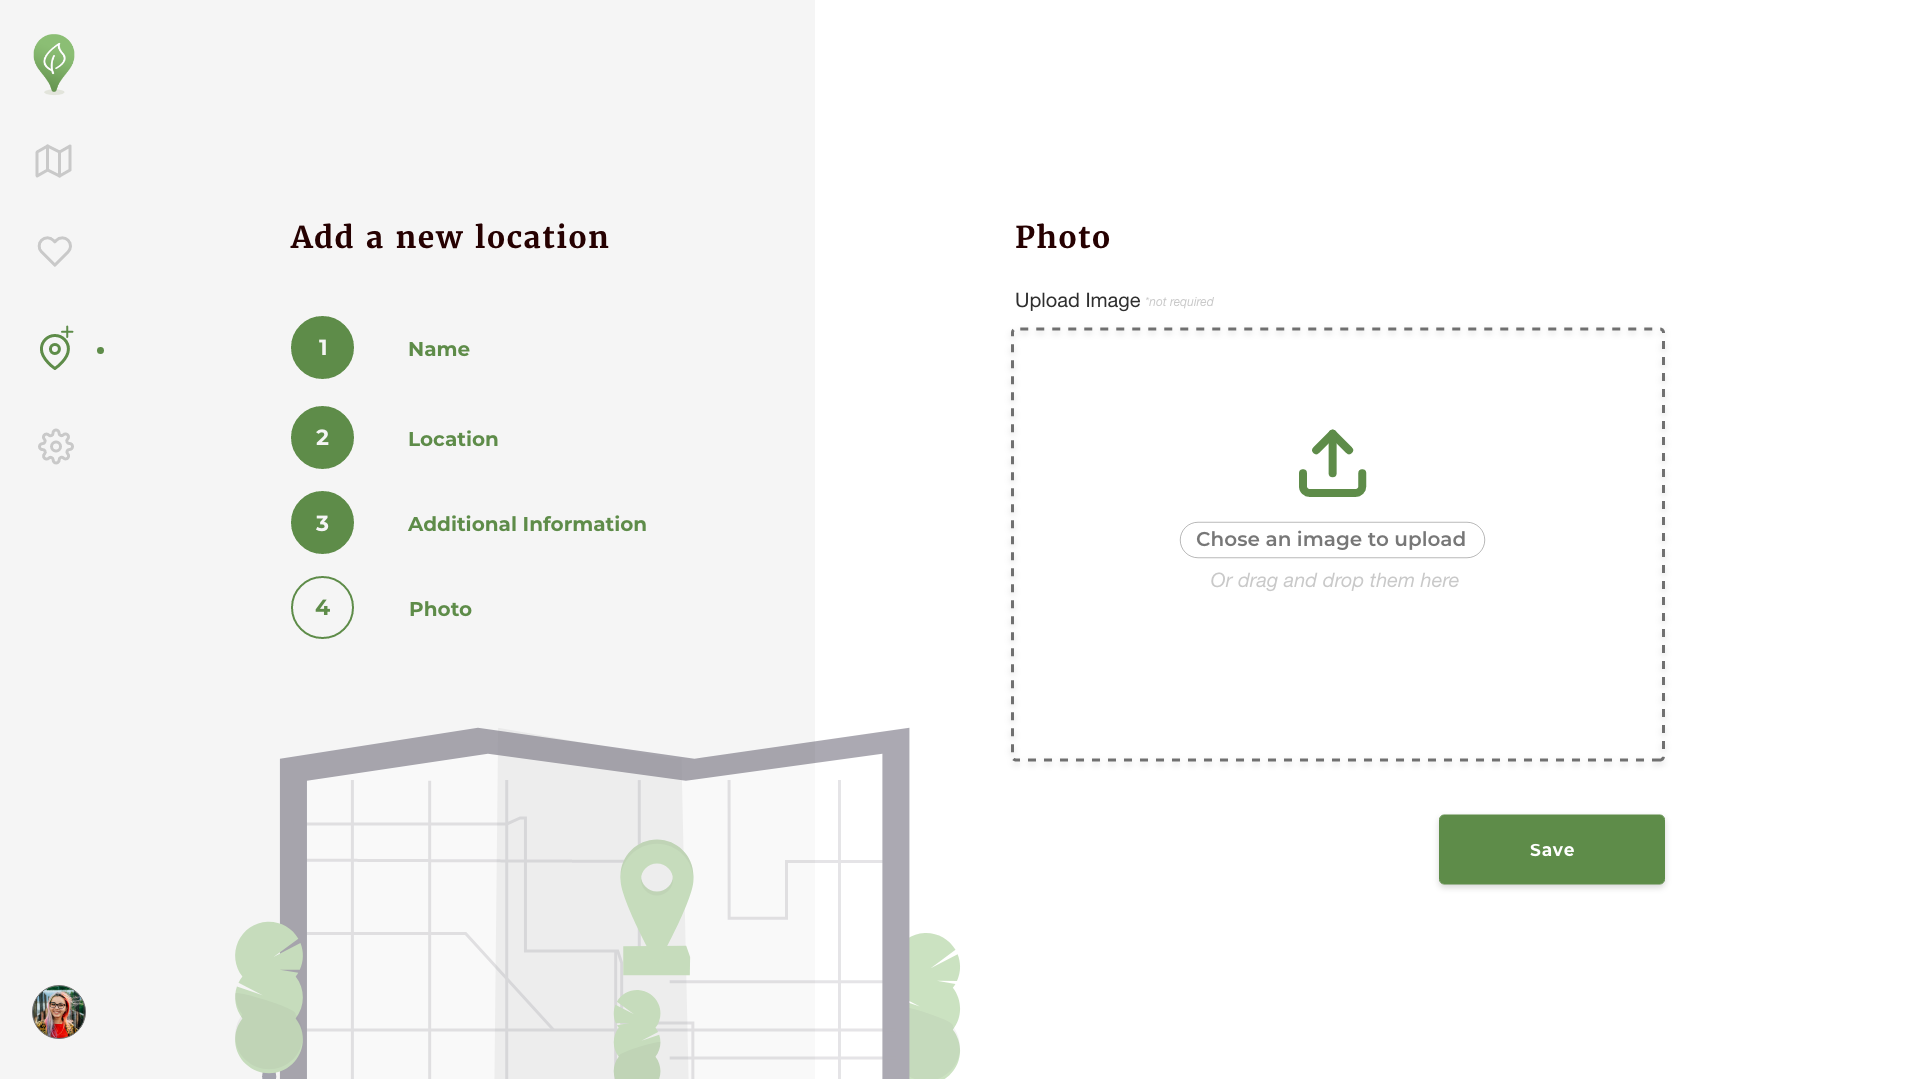 Add a new location
1 Name
2 Location
3 Additional Information
4 Photo
Photo
Upload Image *not required
Chose an image to upload
Or drag and drop them here
Save